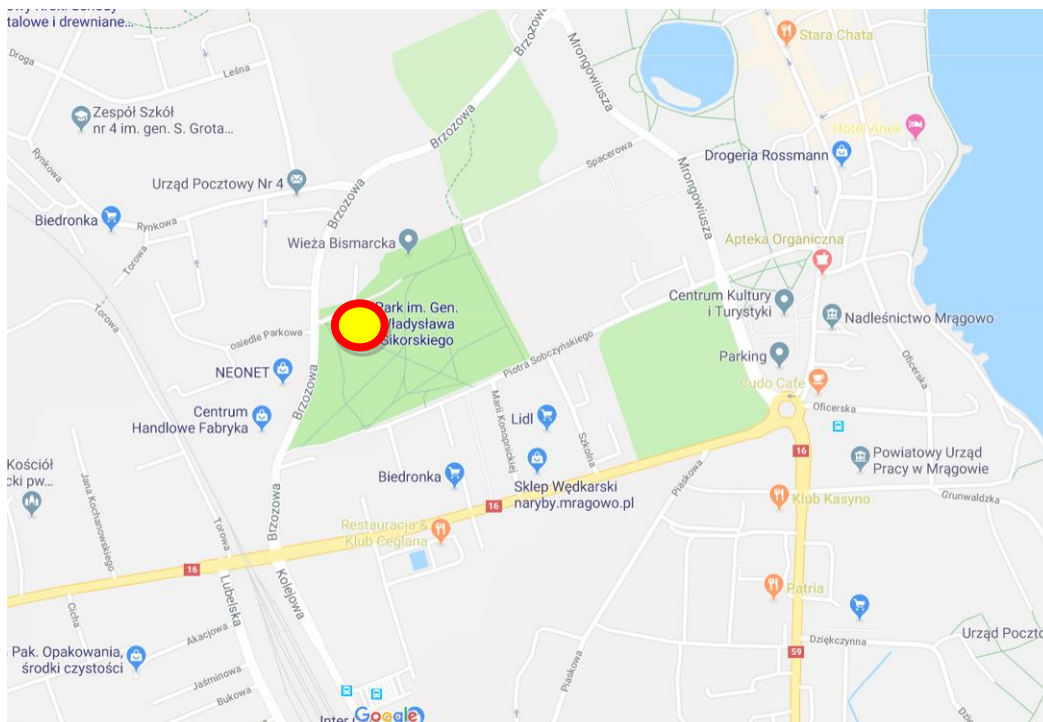 talowe i drewniane...
Droga
Leśna
Zespół Szkół
nr 4 im. gen. S. Grota...
Rynkowa
Urząd Pocztowy Nr 4
Biedronka
Rynkowa
Torowa
Torowa
Brzozowa
Brzozowa
Brzozowa
Mrongowiusza
Stara Chata
Hotel Anek
Drogeria Rossmann
Spacerowa
Mrongowiusza
Wieża Bismarcka
Apteka Organiczna
Park im. Gen.
Władysława
Sikorskiego
osiedle Parkowe
Centrum Kultury
i Turystyki
Nadleśnictwo Mrągowo
Piotra Sobczyńskiego
Parking
Oficerska
NEONET
Brzozowa
Cudo Cafe
Oficerska
Centrum
Handlowe Fabryka
Marii Konopnickiej
Lidl
Szkolna
Kościół
cki pw...
Jana Kochanowskiego
Biedronka
Sklep Wędkarski
naryby.mragowo.pl
Piaskowa
16
Powiatowy Urząd
Pracy w Mrągowie
Klub Kasyno
Grunwaldzka
16
Torowa
Brzozowa
Restauracja &
Klub Ceglana
16
Lubelska
Kolejowa
Patria
Cicha
Akacjowa
Dziękczynna
Urząd Poczto
Pak. Opakowania,
środki czystości
Jaśminowa
Bukowa
59
Piaskowa
Inter
Google